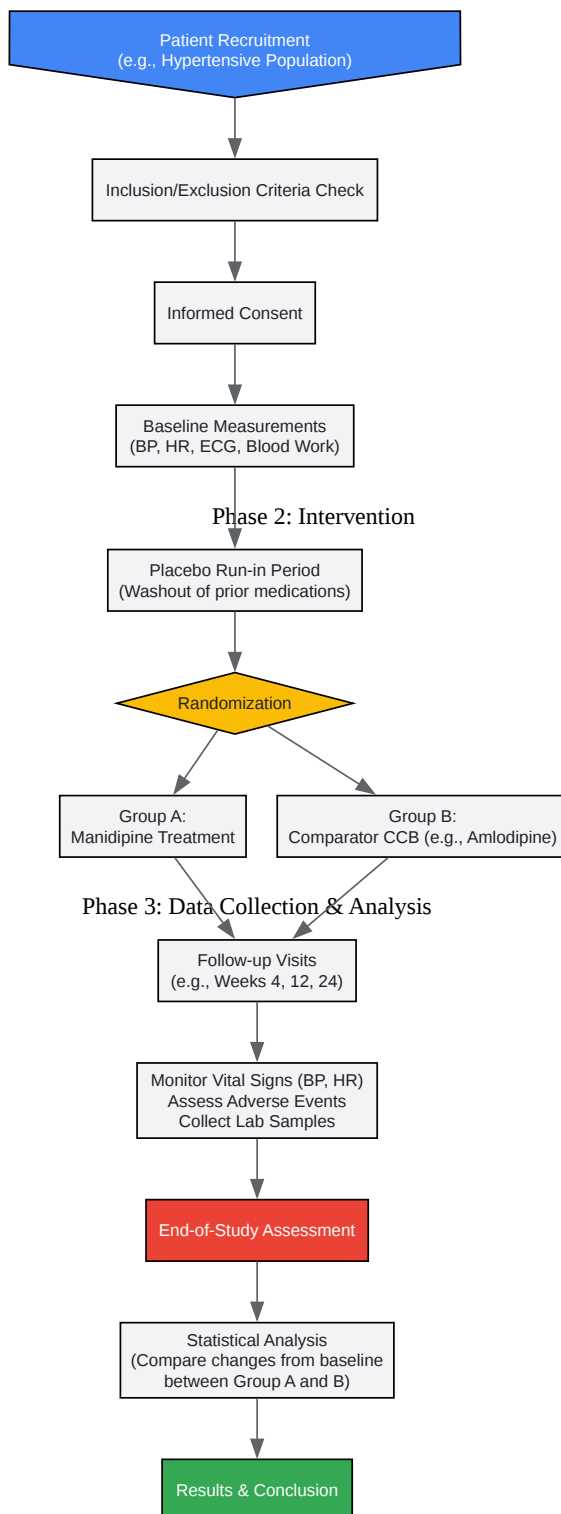 Patient Recruitment
(e.g., Hypertensive Population)
Inclusion/Exclusion Criteria Check
Informed Consent
Baseline Measurements
(BP, HR, ECG, Blood Work)
Phase 2: Intervention
Placebo Run-in Period
(Washout of prior medications)
Randomization
Group A:
Manidipine Treatment
Group B:
Comparator CCB (e.g., Amlodipine)
Phase 3: Data Collection & Analysis
Follow-up Visits
(e.g., Weeks 4, 12, 24)
Monitor Vital Signs (BP, HR)
Assess Adverse Events
Collect Lab Samples
End-of-Study Assessment
Statistical Analysis
(Compare changes from baseline
between Group A and B)
Results & Conclusion